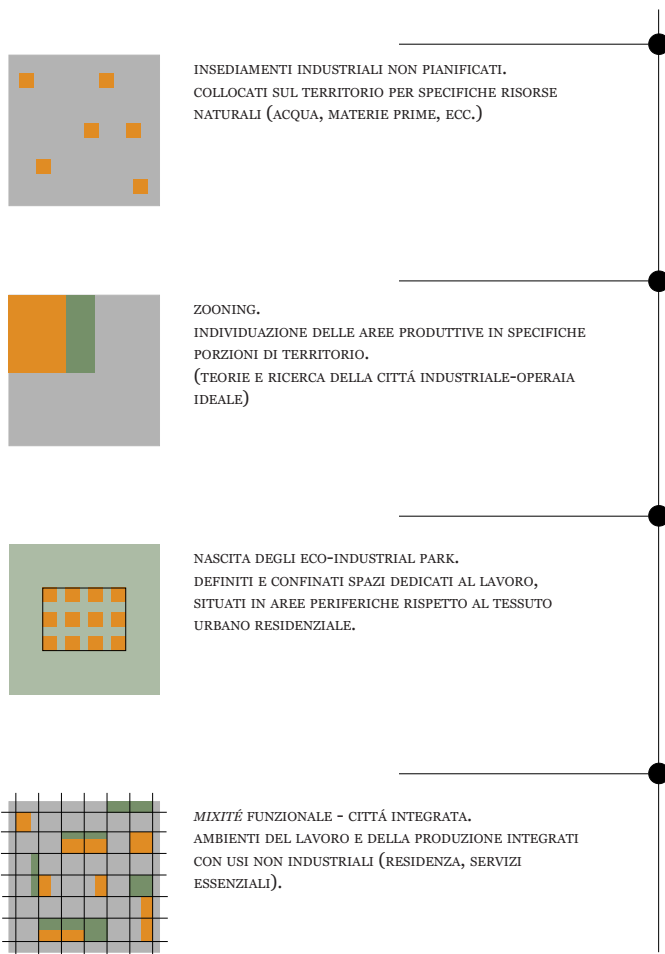 INSEDIAMENTI INDUSTRIALI NON PIANIFICATI.
COLLOCATI SUL TERRITORIO PER SPECIFICHE RISORSE
NATURALI (ACQUA, MATERIE PRIME, ECC.)
ZOONING.
INDIVIDUAZIONE DELLE AREE PRODUTTIVE IN SPECIFICHE
PORZIONI DI TERRITORIO.
(TEORIE E RICERCA DELLA CITTÁ INDUSTRIALE-OPERAIA
IDEALE)
NASCITA DEGLI ECO-INDUSTRIAL PARK.
DEFINITI E CONFINATI SPAZI DEDICATI AL LAVORO,
SITUATI IN AREE PERIFERICHE RISPETTO AL TESSUTO
URBANO RESIDENZIALE.
MIXITÉ FUNZIONALE - CITTÁ INTEGRATA.
AMBIENTI DEL LAVORO E DELLA PRODUZIONE INTEGRATI
CON USI NON INDUSTRIALI (RESIDENZA, SERVIZI
ESSENZIALI).